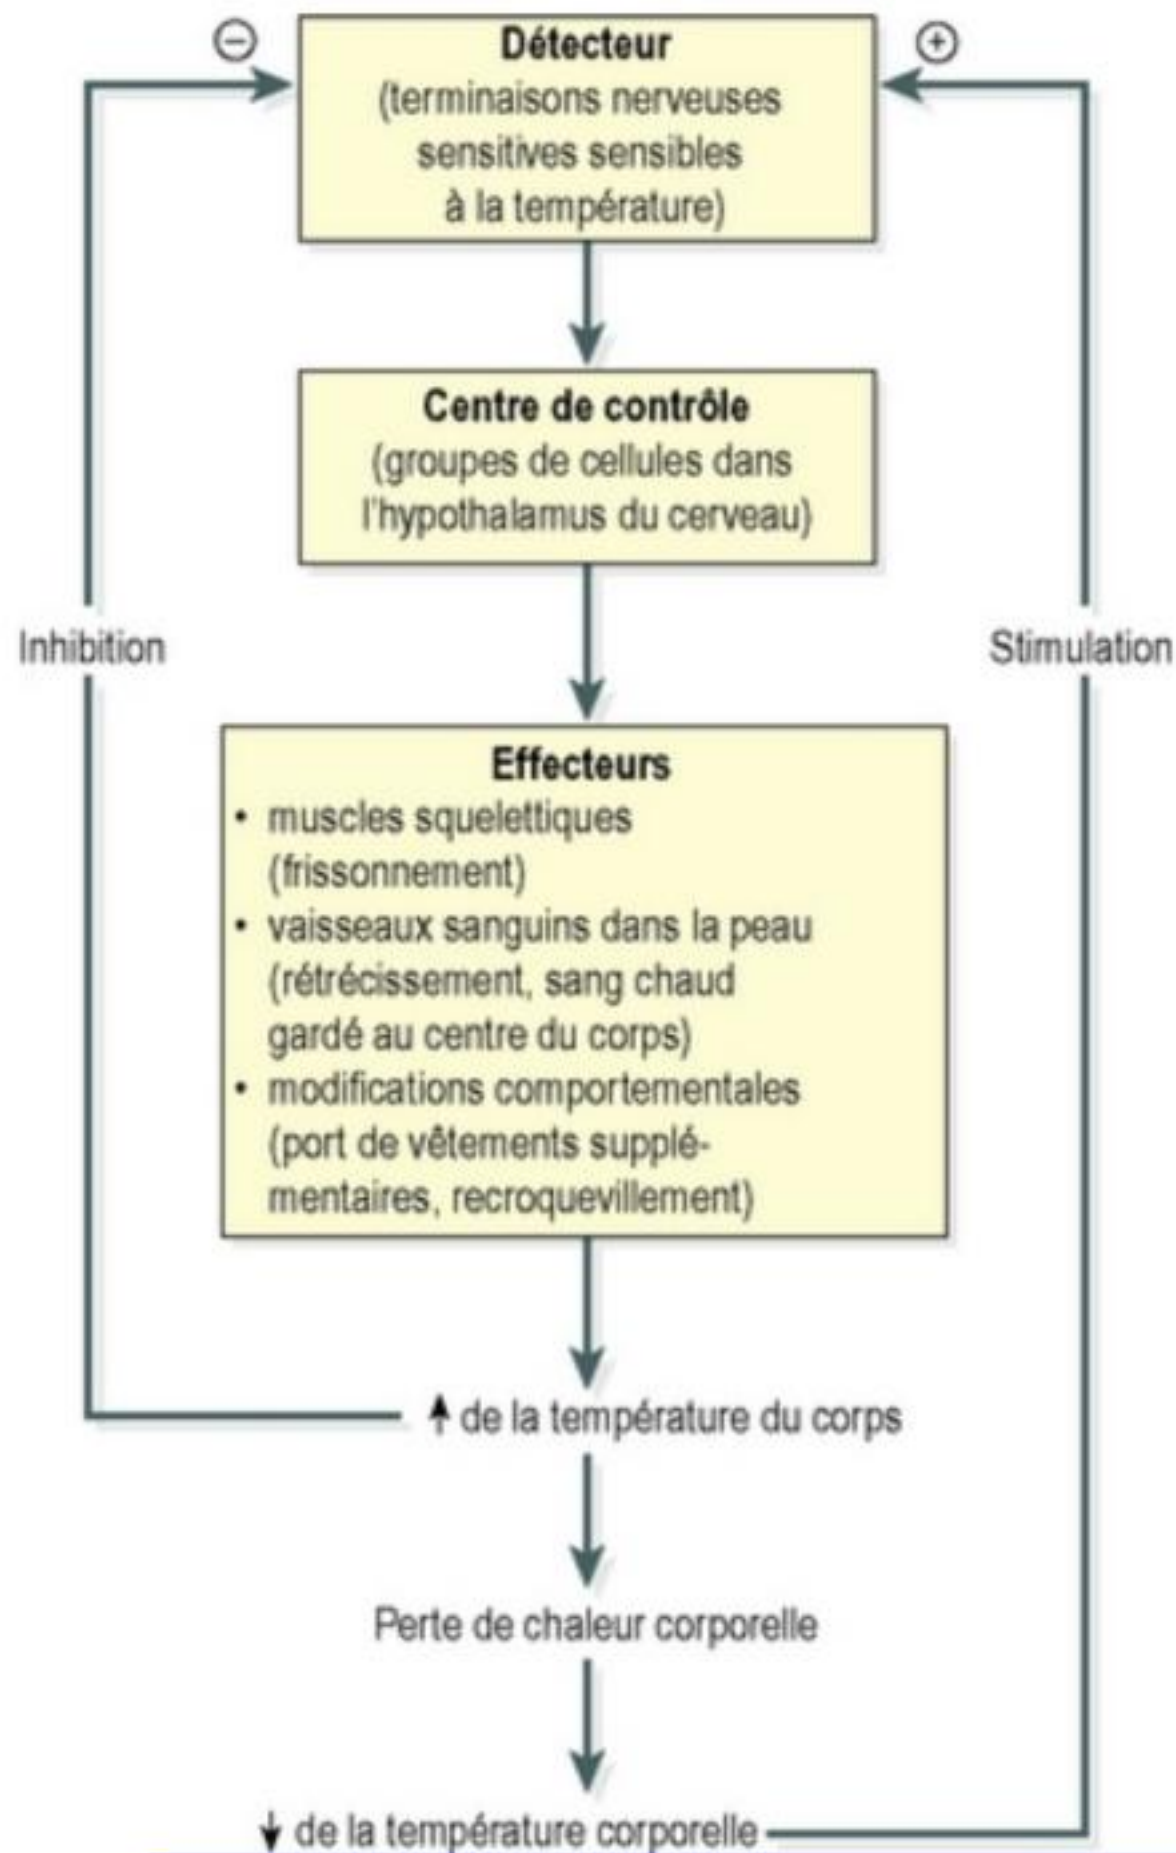 ⊖
Détecteur
⊕
(terminaisons nerveuses
sensitives sensibles
à la température)
Centre de contrôle
(groupes de cellules dans
l'hypothalamus du cerveau)
Inhibition
Stimulation
Effecteurs
• muscles squelettiques
(frissonnement)
• vaisseaux sanguins dans la peau
(rétrécissement, sang chaud
gardé au centre du corps)
• modifications comportementales
(port de vêtements supplé-
mentaires, recroquevillement)
↑ de la température du corps
Perte de chaleur corporelle
↓ de la température corporelle